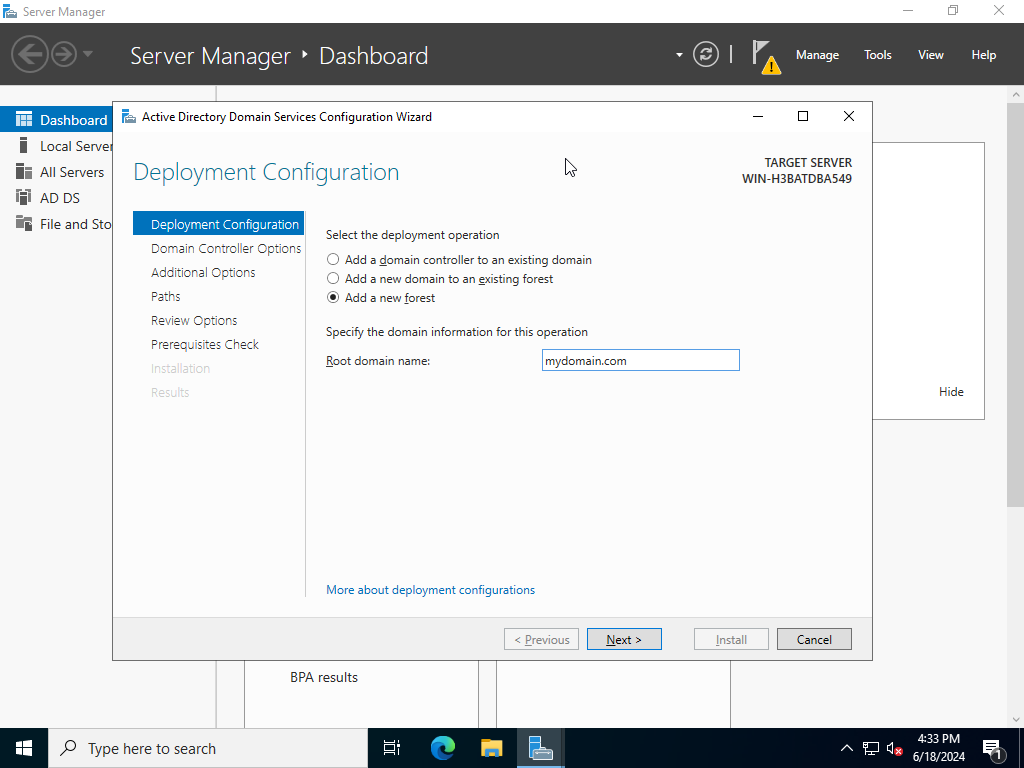 Server Manager
Server Manager ‣ Dashboard
Manage
Tools
View
Help
Dashboard
Local Server
All Servers
AD DS
File and Sto
Active Directory Domain Services Configuration Wizard
Deployment Configuration
TARGET SERVER
WIN-H3BATDBA549
Deployment Configuration
Domain Controller Options
Additional Options
Paths
Review Options
Prerequisites Check
Installation
Results
Select the deployment operation
Add a domain controller to an existing domain
Add a new domain to an existing forest
Add a new forest
Specify the domain information for this operation
Root domain name:
mydomain.com
More about deployment configurations
< Previous
Next >
Install
Cancel
Hide
BPA results
Type here to search
4:33 PM
6/18/2024
1